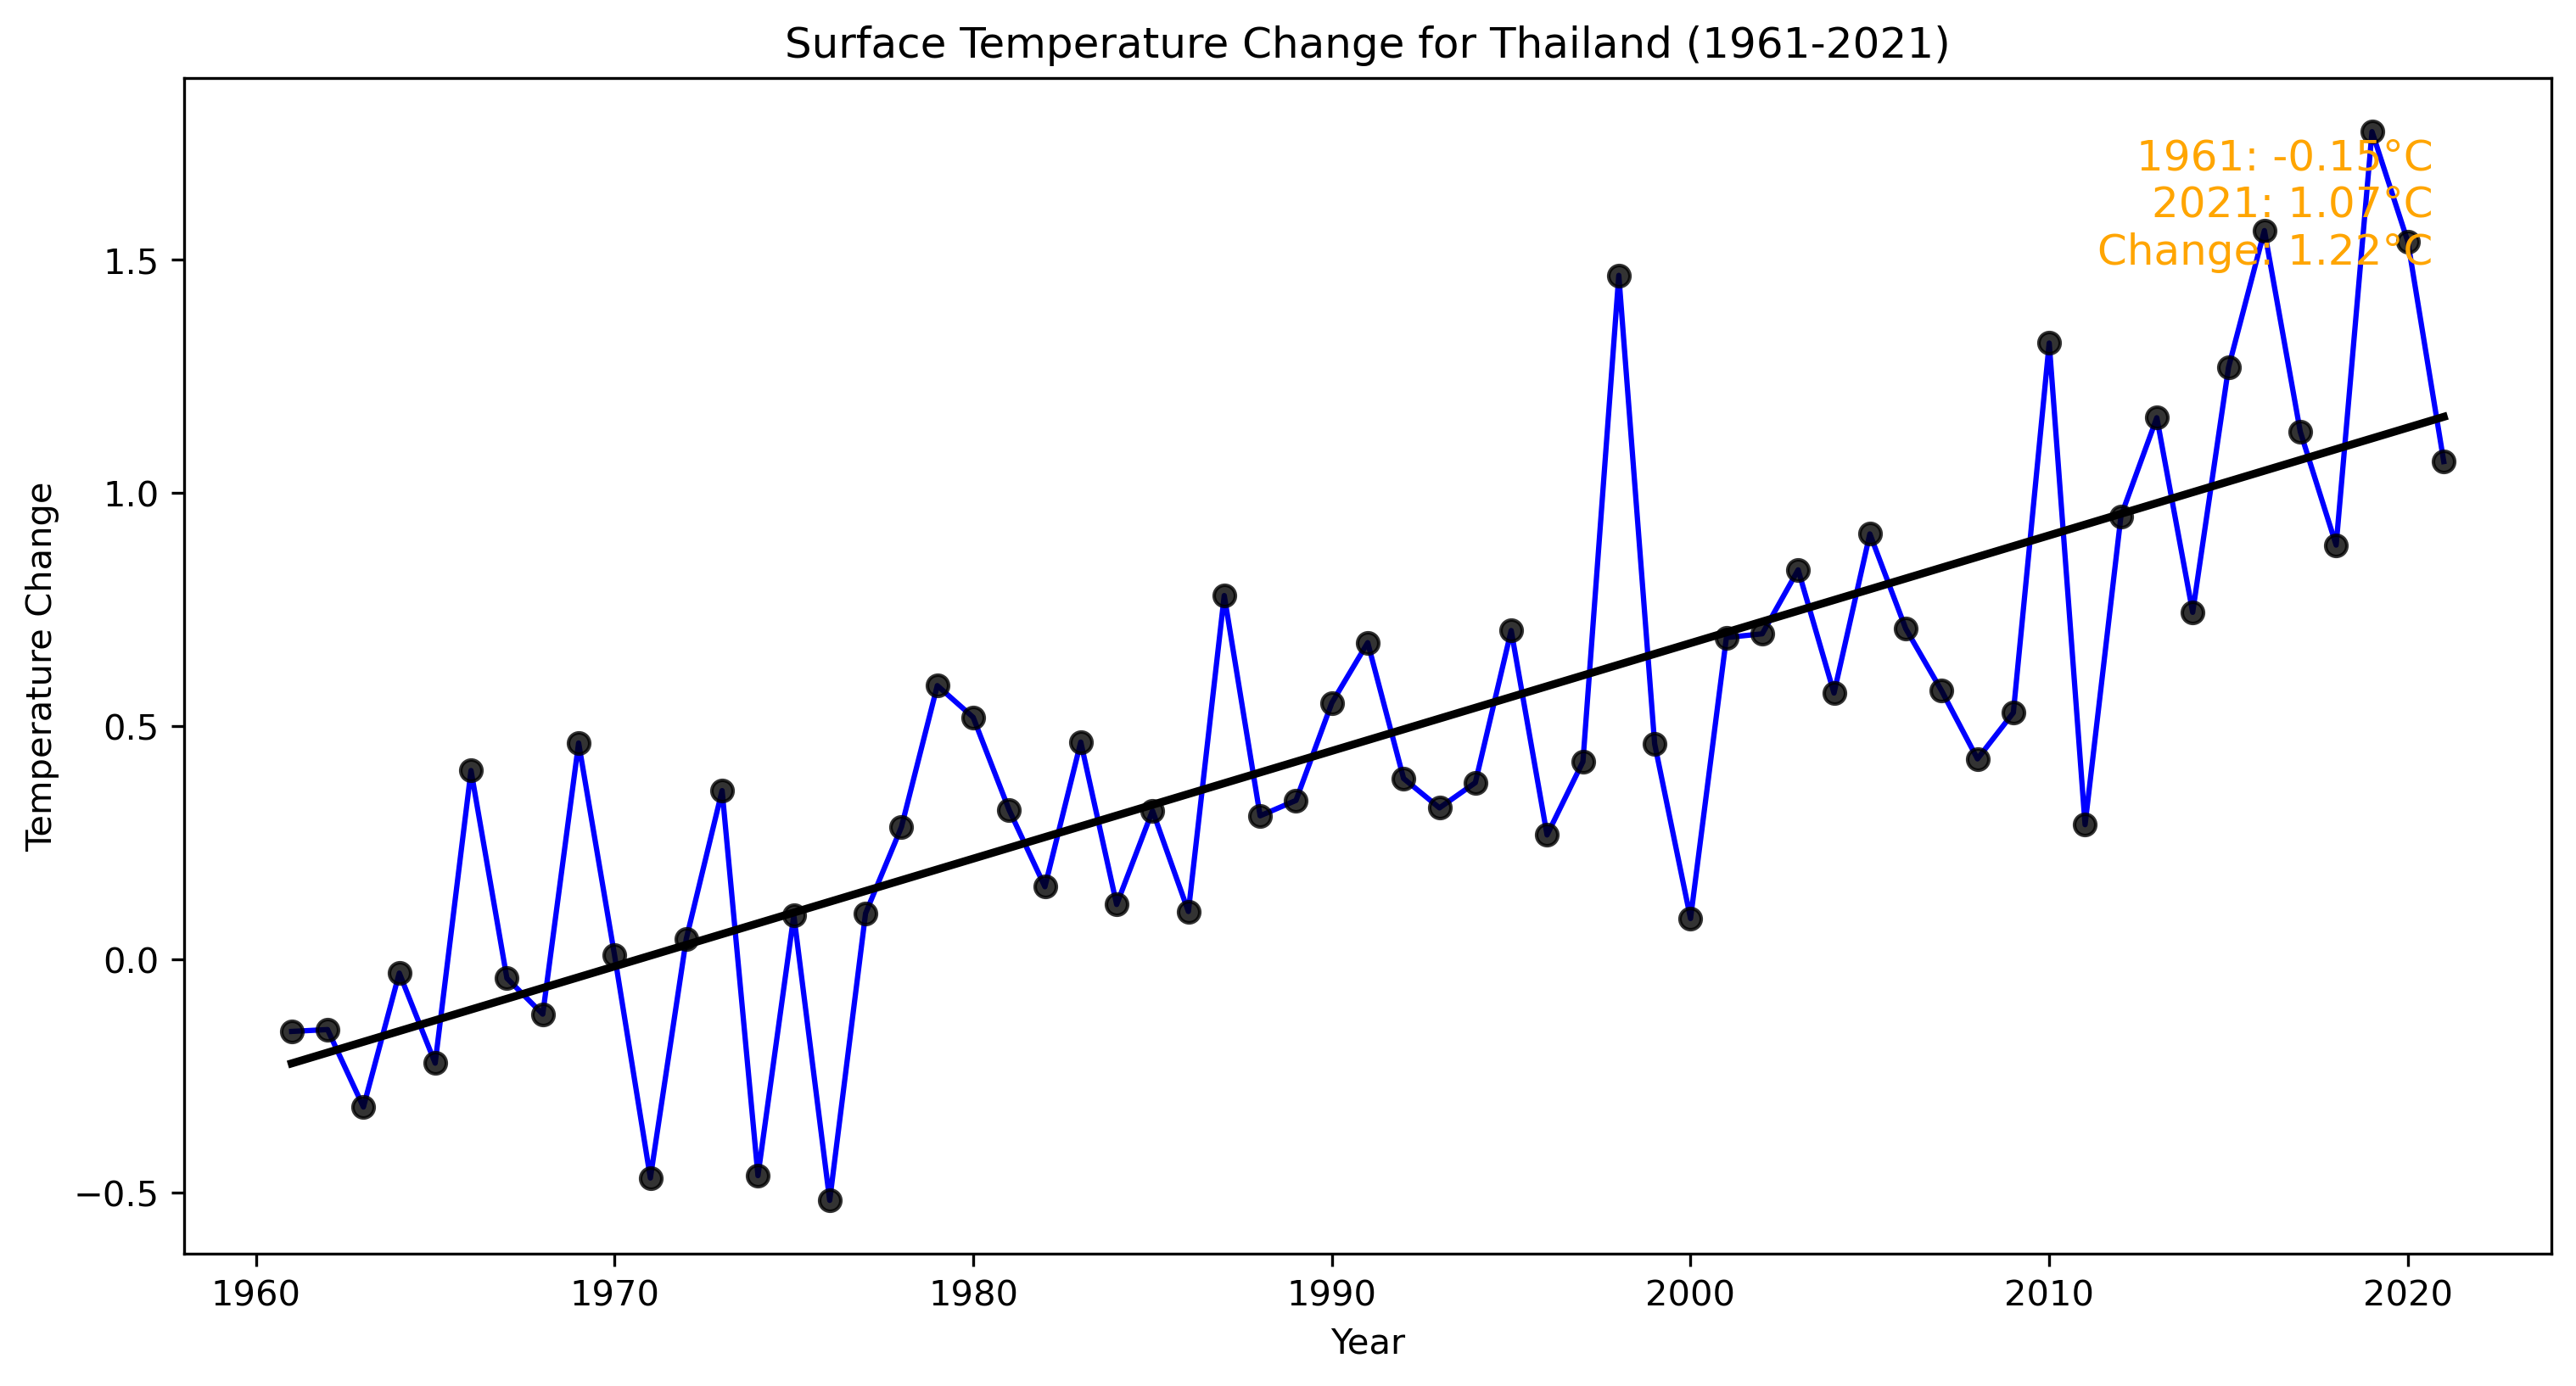 Surface Temperature Change for Thailand (1961-2021)
1961: -0.15°C
2021: 1.07°C
Change: 1.22°C
Temperature Change
1.5
1.0
0.5
0.0
−0.5
1960 1970 1980 1990 2000 2010 2020
Year